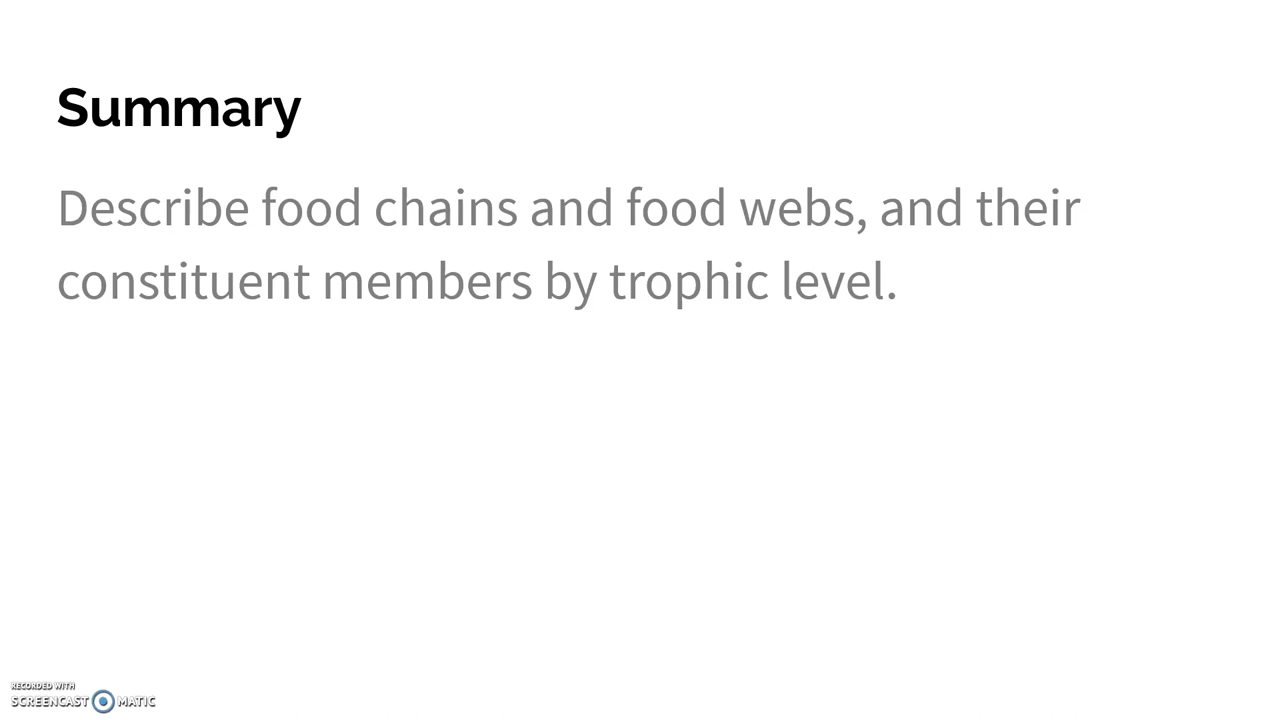 Summary
Describe food chains and food webs, and their
constituent members by trophic level.
RECORDED WITH
SCREENCAST MATIC